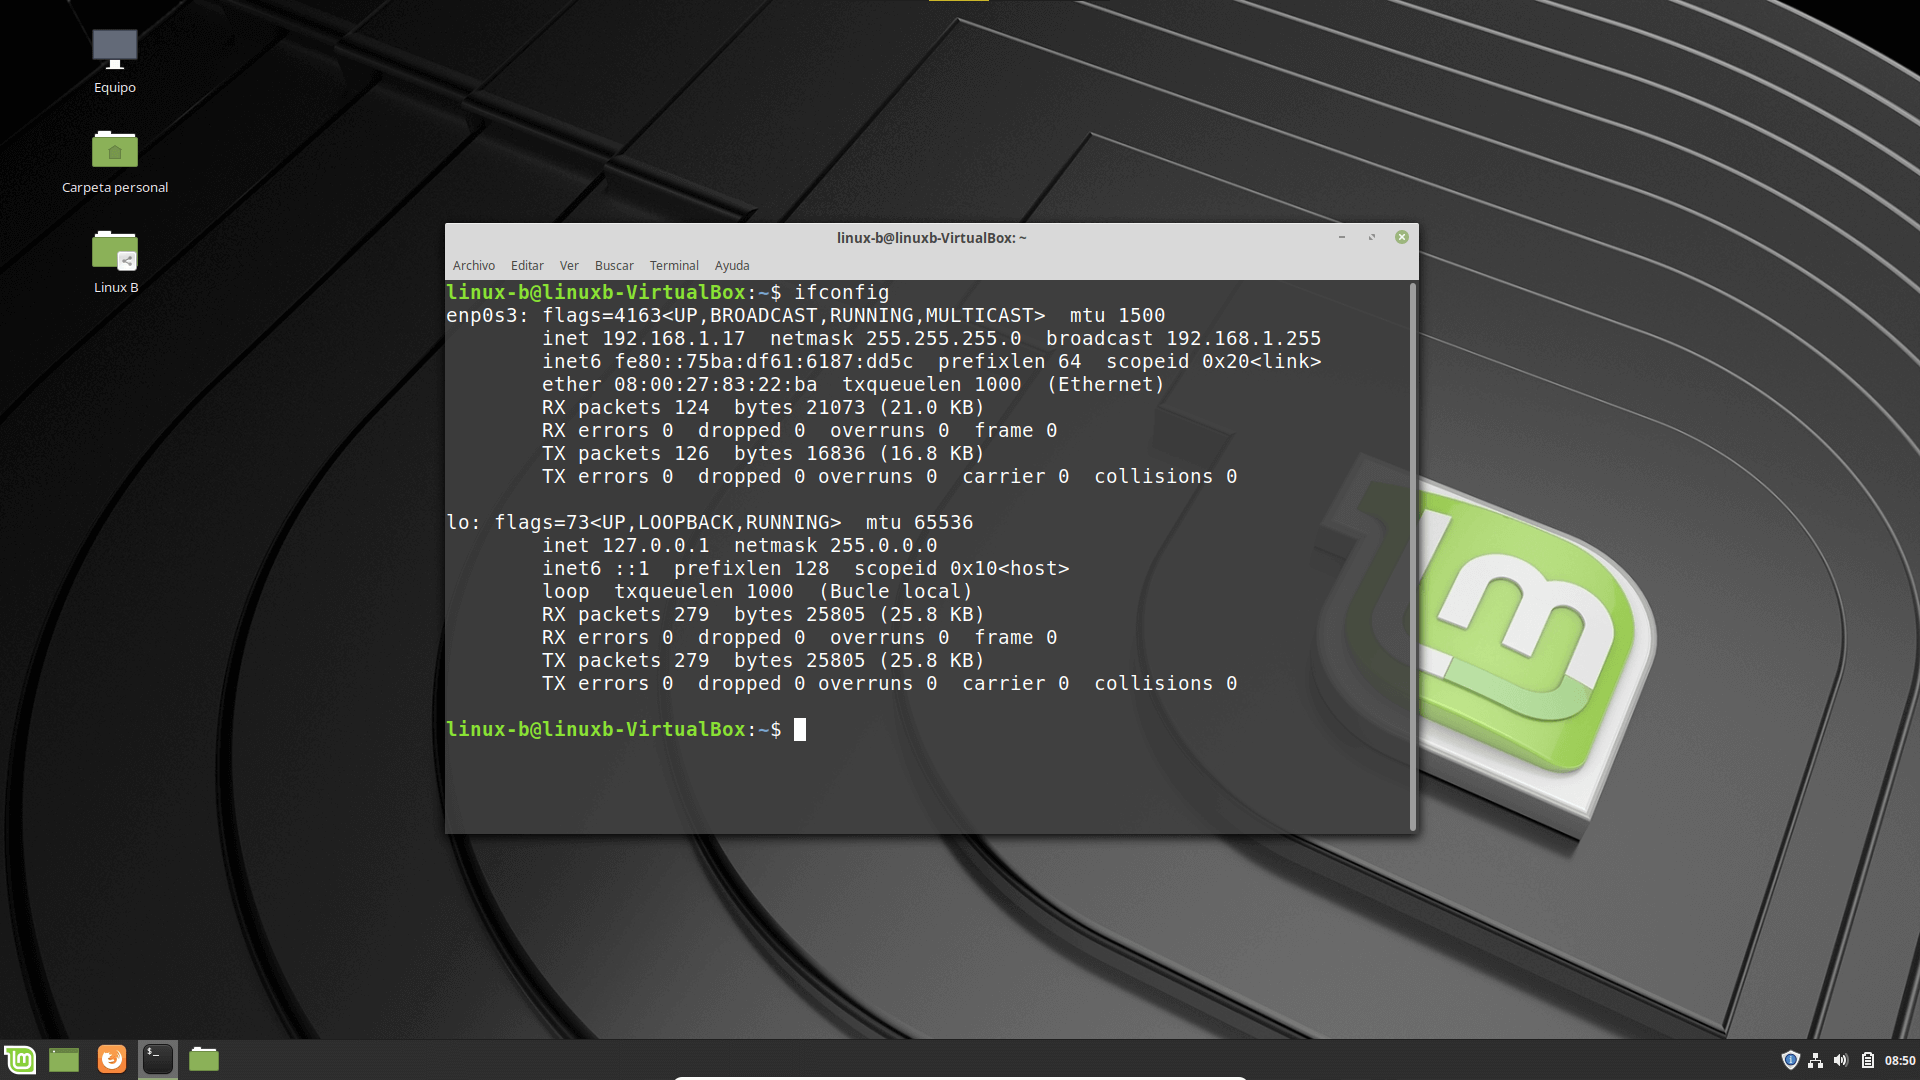 Equipo
Carpeta personal
Linux B
linux-b@linuxb-VirtualBox: ~
Archivo Editar Ver Buscar Terminal Ayuda
linux-b@linuxb-VirtualBox:~$ ifconfig
enp0s3: flags=4163<UP,BROADCAST,RUNNING,MULTICAST>  mtu 1500
        inet 192.168.1.17  netmask 255.255.255.0  broadcast 192.168.1.255
        inet6 fe80::75ba:df61:6187:dd5c  prefixlen 64  scopeid 0x20<link>
        ether 08:00:27:83:22:ba  txqueuelen 1000  (Ethernet)
        RX packets 124  bytes 21073 (21.0 KB)
        RX errors 0  dropped 0  overruns 0  frame 0
        TX packets 126  bytes 16836 (16.8 KB)
        TX errors 0  dropped 0 overruns 0  carrier 0  collisions 0
lo: flags=73<UP,LOOPBACK,RUNNING>  mtu 65536
        inet 127.0.0.1  netmask 255.0.0.0
        inet6 ::1  prefixlen 128  scopeid 0x10<host>
        loop  txqueuelen 1000  (Bucle local)
        RX packets 279  bytes 25805 (25.8 KB)
        RX errors 0  dropped 0  overruns 0  frame 0
        TX packets 279  bytes 25805 (25.8 KB)
        TX errors 0  dropped 0 overruns 0  carrier 0  collisions 0
linux-b@linuxb-VirtualBox:~$
08:50